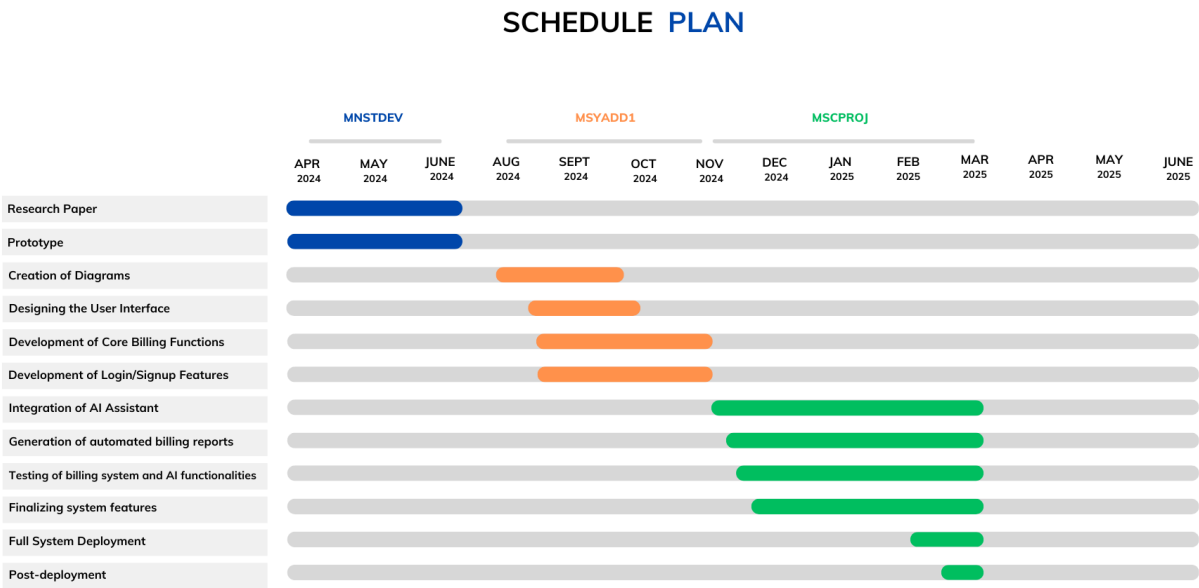 SCHEDULE PLAN
MNSTDEV MSYADD1 MSCPROJ
APR MAY JUNE AUG SEPT OCT NOV DEC JAN FEB MAR APR MAY JUNE
2024 2024 2024 2024 2024 2024 2024 2024 2025 2025 2025 2025 2025 2025
Research Paper
Prototype
Creation of Diagrams
Designing the User Interface
Development of Core Billing Functions
Development of Login/Signup Features
Integration of AI Assistant
Generation of automated billing reports
Testing of billing system and AI functionalities
Finalizing system features
Full System Deployment
Post-deployment